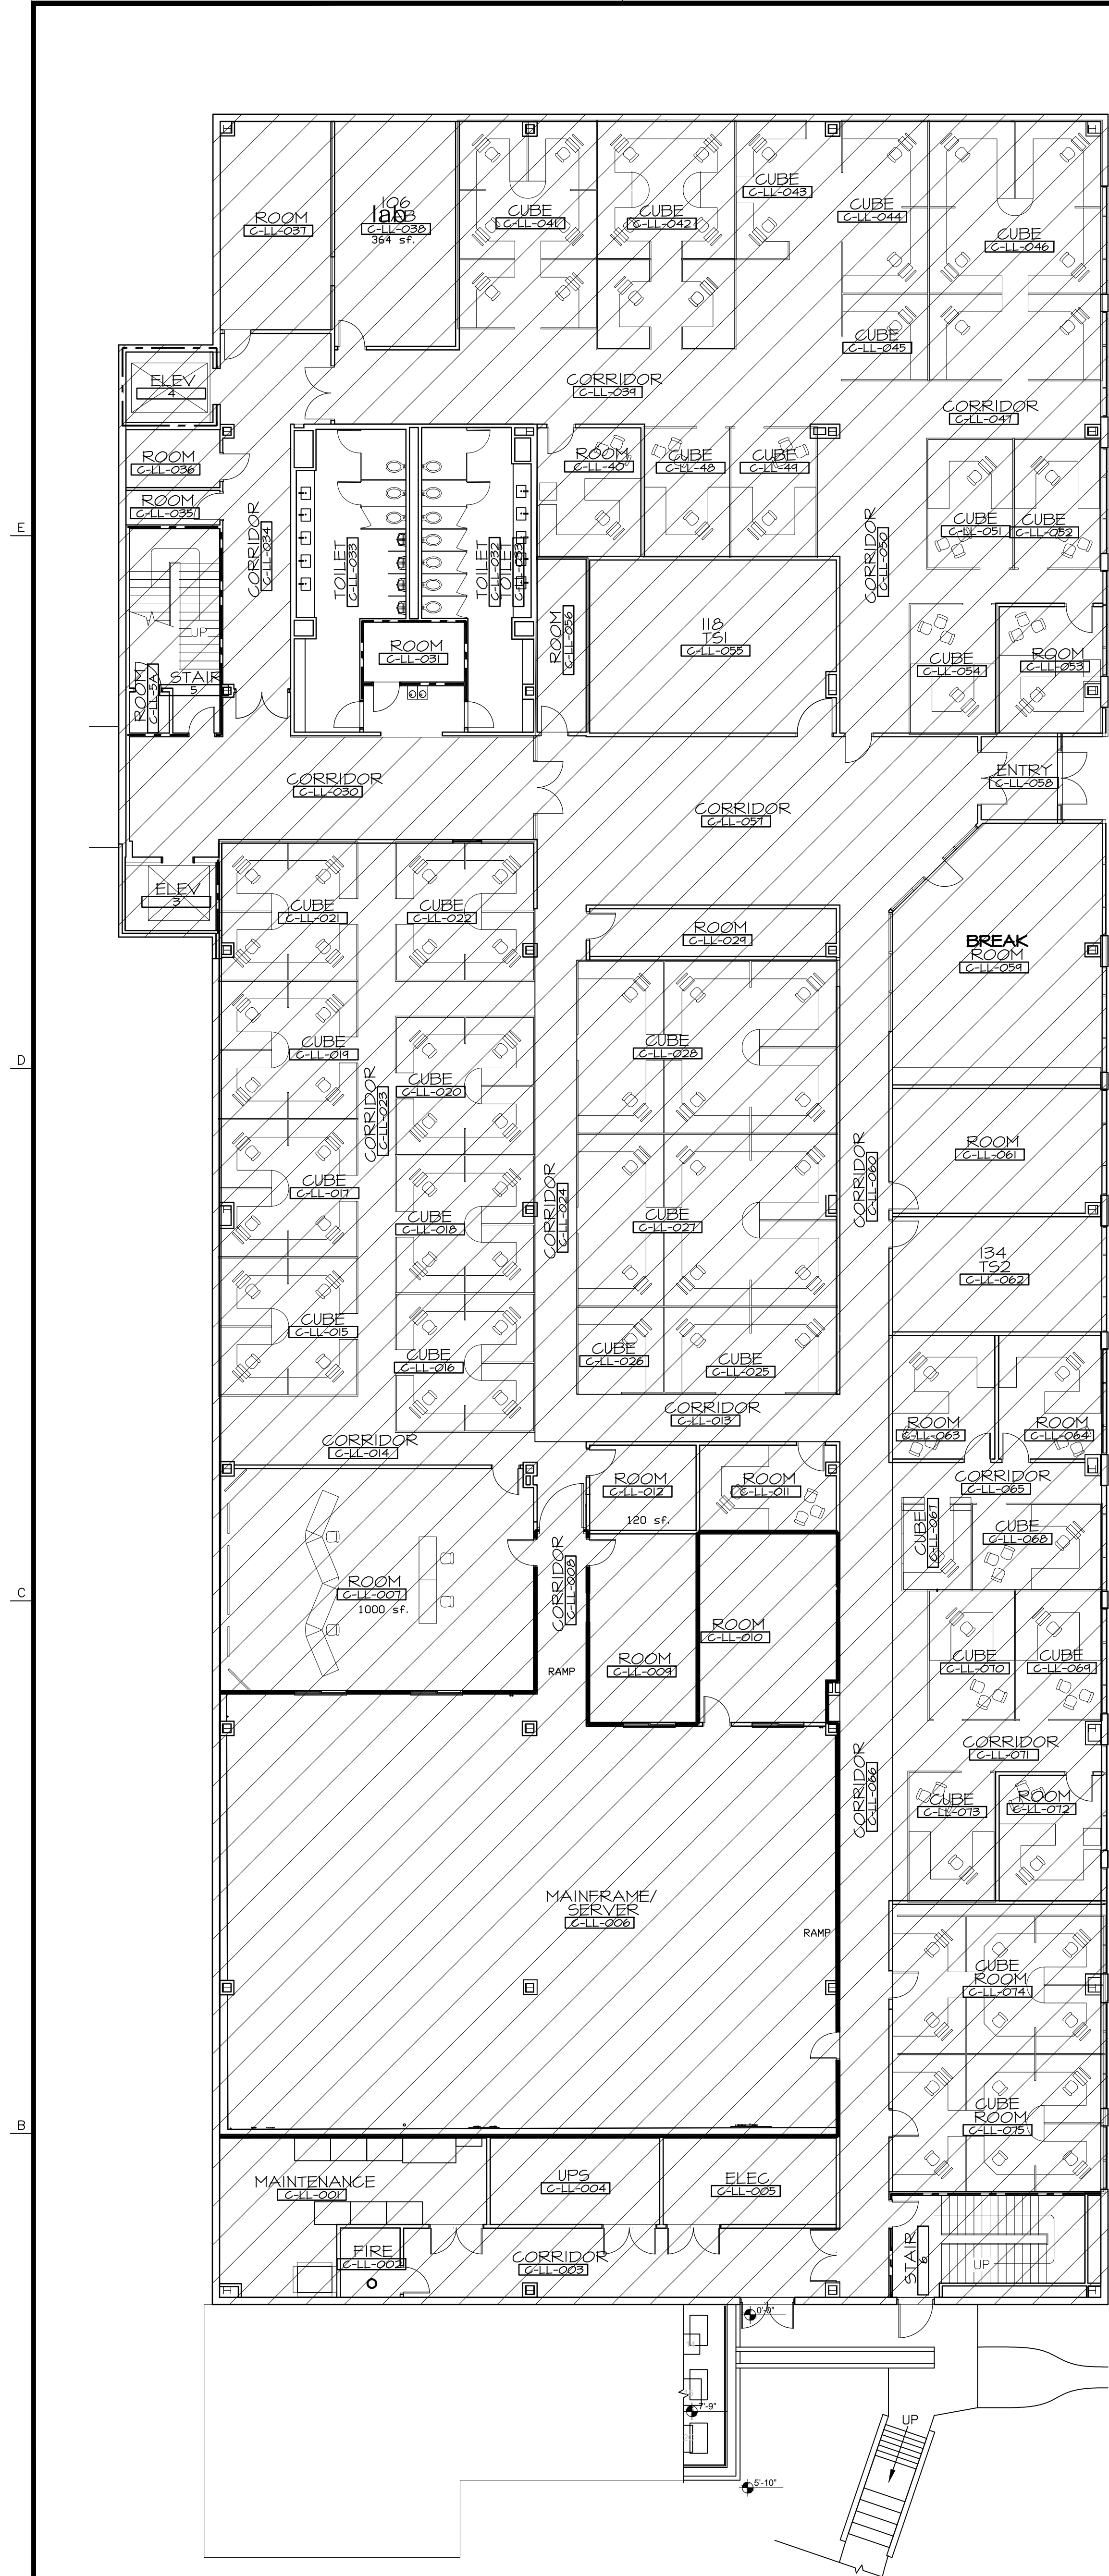 ROOM
C-LL-037
106
lab
C-LL-038
364 sf.
CUBE
C-LL-041
CUBE
C-LL-042
CUBE
C-LL-043
CUBE
C-LL-044
CUBE
C-LL-046
CUBE
C-LL-045
ELEV
4
CORRIDOR
C-LL-039
CORRIDOR
C-LL-047
ROOM
C-LL-036
ROOM
C-LL-035
CORRIDOR
C-LL-034
TOILET
C-LL-033
TOILET
C-LL-032
TOILET
ROOM
C-LL-40
CUBE
C-LL-48
CUBE
C-LL-49
CORRIDOR
C-LL-050
CUBE
C-LL-051
CUBE
C-LL-052
E
UP
STAIR
5
ROOM
C-LL-5A
ROOM
C-LL-031
ROOM
C-LL-056
118
TS1
C-LL-055
CUBE
C-LL-054
ROOM
C-LL-053
CORRIDOR
C-LL-030
CORRIDOR
C-LL-057
ENTRY
C-LL-058
ELEV
3
CUBE
C-LL-021
CUBE
C-LL-022
ROOM
C-LL-029
BREAK
ROOM
C-LL-059
D
CUBE
C-LL-019
CUBE
C-LL-020
CORRIDOR
C-LL-023
CUBE
C-LL-028
CUBE
C-LL-017
CUBE
C-LL-018
CORRIDOR
C-LL-024
CUBE
C-LL-027
CORRIDOR
C-LL-060
ROOM
C-LL-061
134
TS2
C-LL-062
CUBE
C-LL-015
CUBE
C-LL-016
CUBE
C-LL-026
CUBE
C-LL-025
CORRIDOR
C-LL-013
CORRIDOR
C-LL-014
ROOM
C-LL-063
ROOM
C-LL-064
CORRIDOR
C-LL-065
ROOM
C-LL-012
120 sf.
ROOM
C-LL-011
CUBE
C-LL-067
CUBE
C-LL-068
C
ROOM
C-LL-007
1000 sf.
CORRIDOR
C-LL-008
RAMP
ROOM
C-LL-009
ROOM
C-LL-010
CUBE
C-LL-070
CUBE
C-LL-069
CORRIDOR
C-LL-071
CORRIDOR
C-LL-066
CUBE
C-LL-073
ROOM
C-LL-072
MAINFRAME/
SERVER
C-LL-006
RAMP
CUBE
ROOM
C-LL-074
CUBE
ROOM
C-LL-075
B
MAINTENANCE
C-LL-001
UPS
C-LL-004
ELEC
C-LL-005
FIRE
C-LL-002
CORRIDOR
C-LL-003
STAIR
6
UP
0'-0"
7'-9"
5'-10"
UP